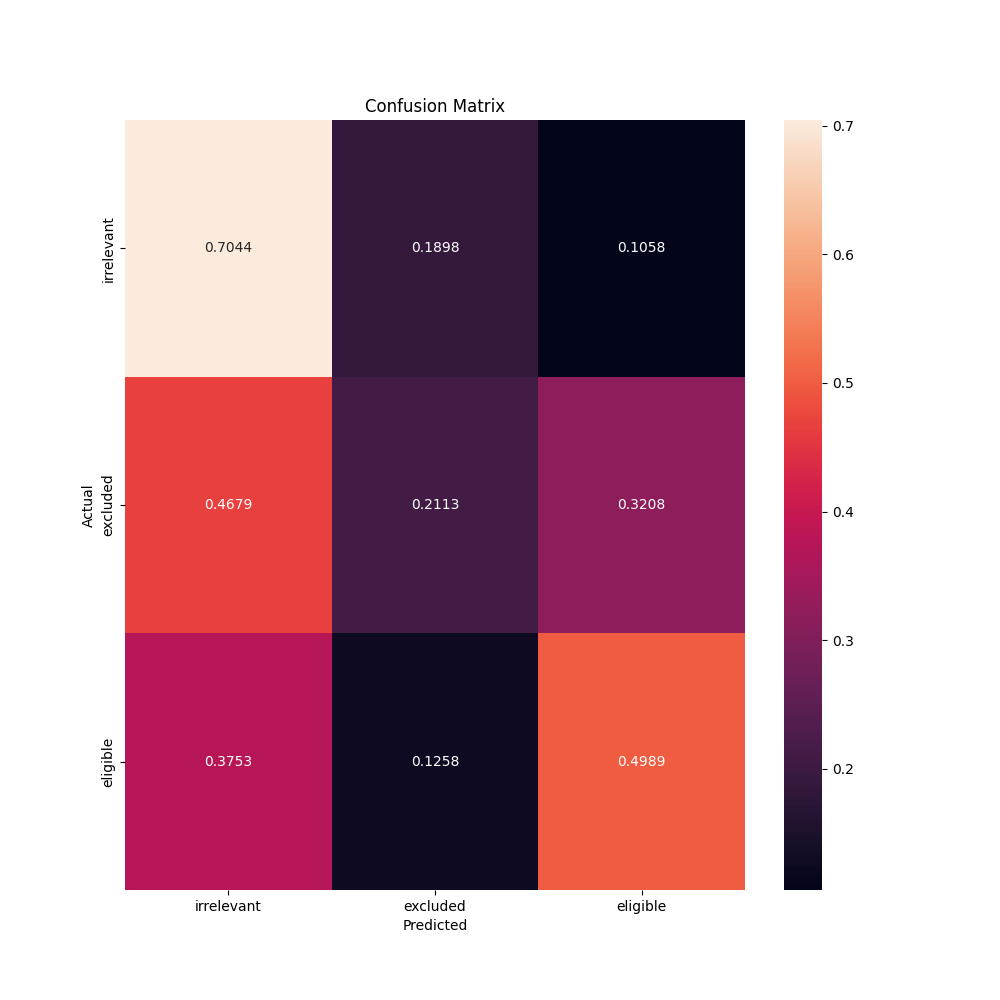 Confusion Matrix
irrelevant
0.7044
0.1898
0.1058
Actual
excluded
0.4679
0.2113
0.3208
eligible
0.3753
0.1258
0.4989
irrelevant
excluded
eligible
Predicted
0.7
0.6
0.5
0.4
0.3
0.2